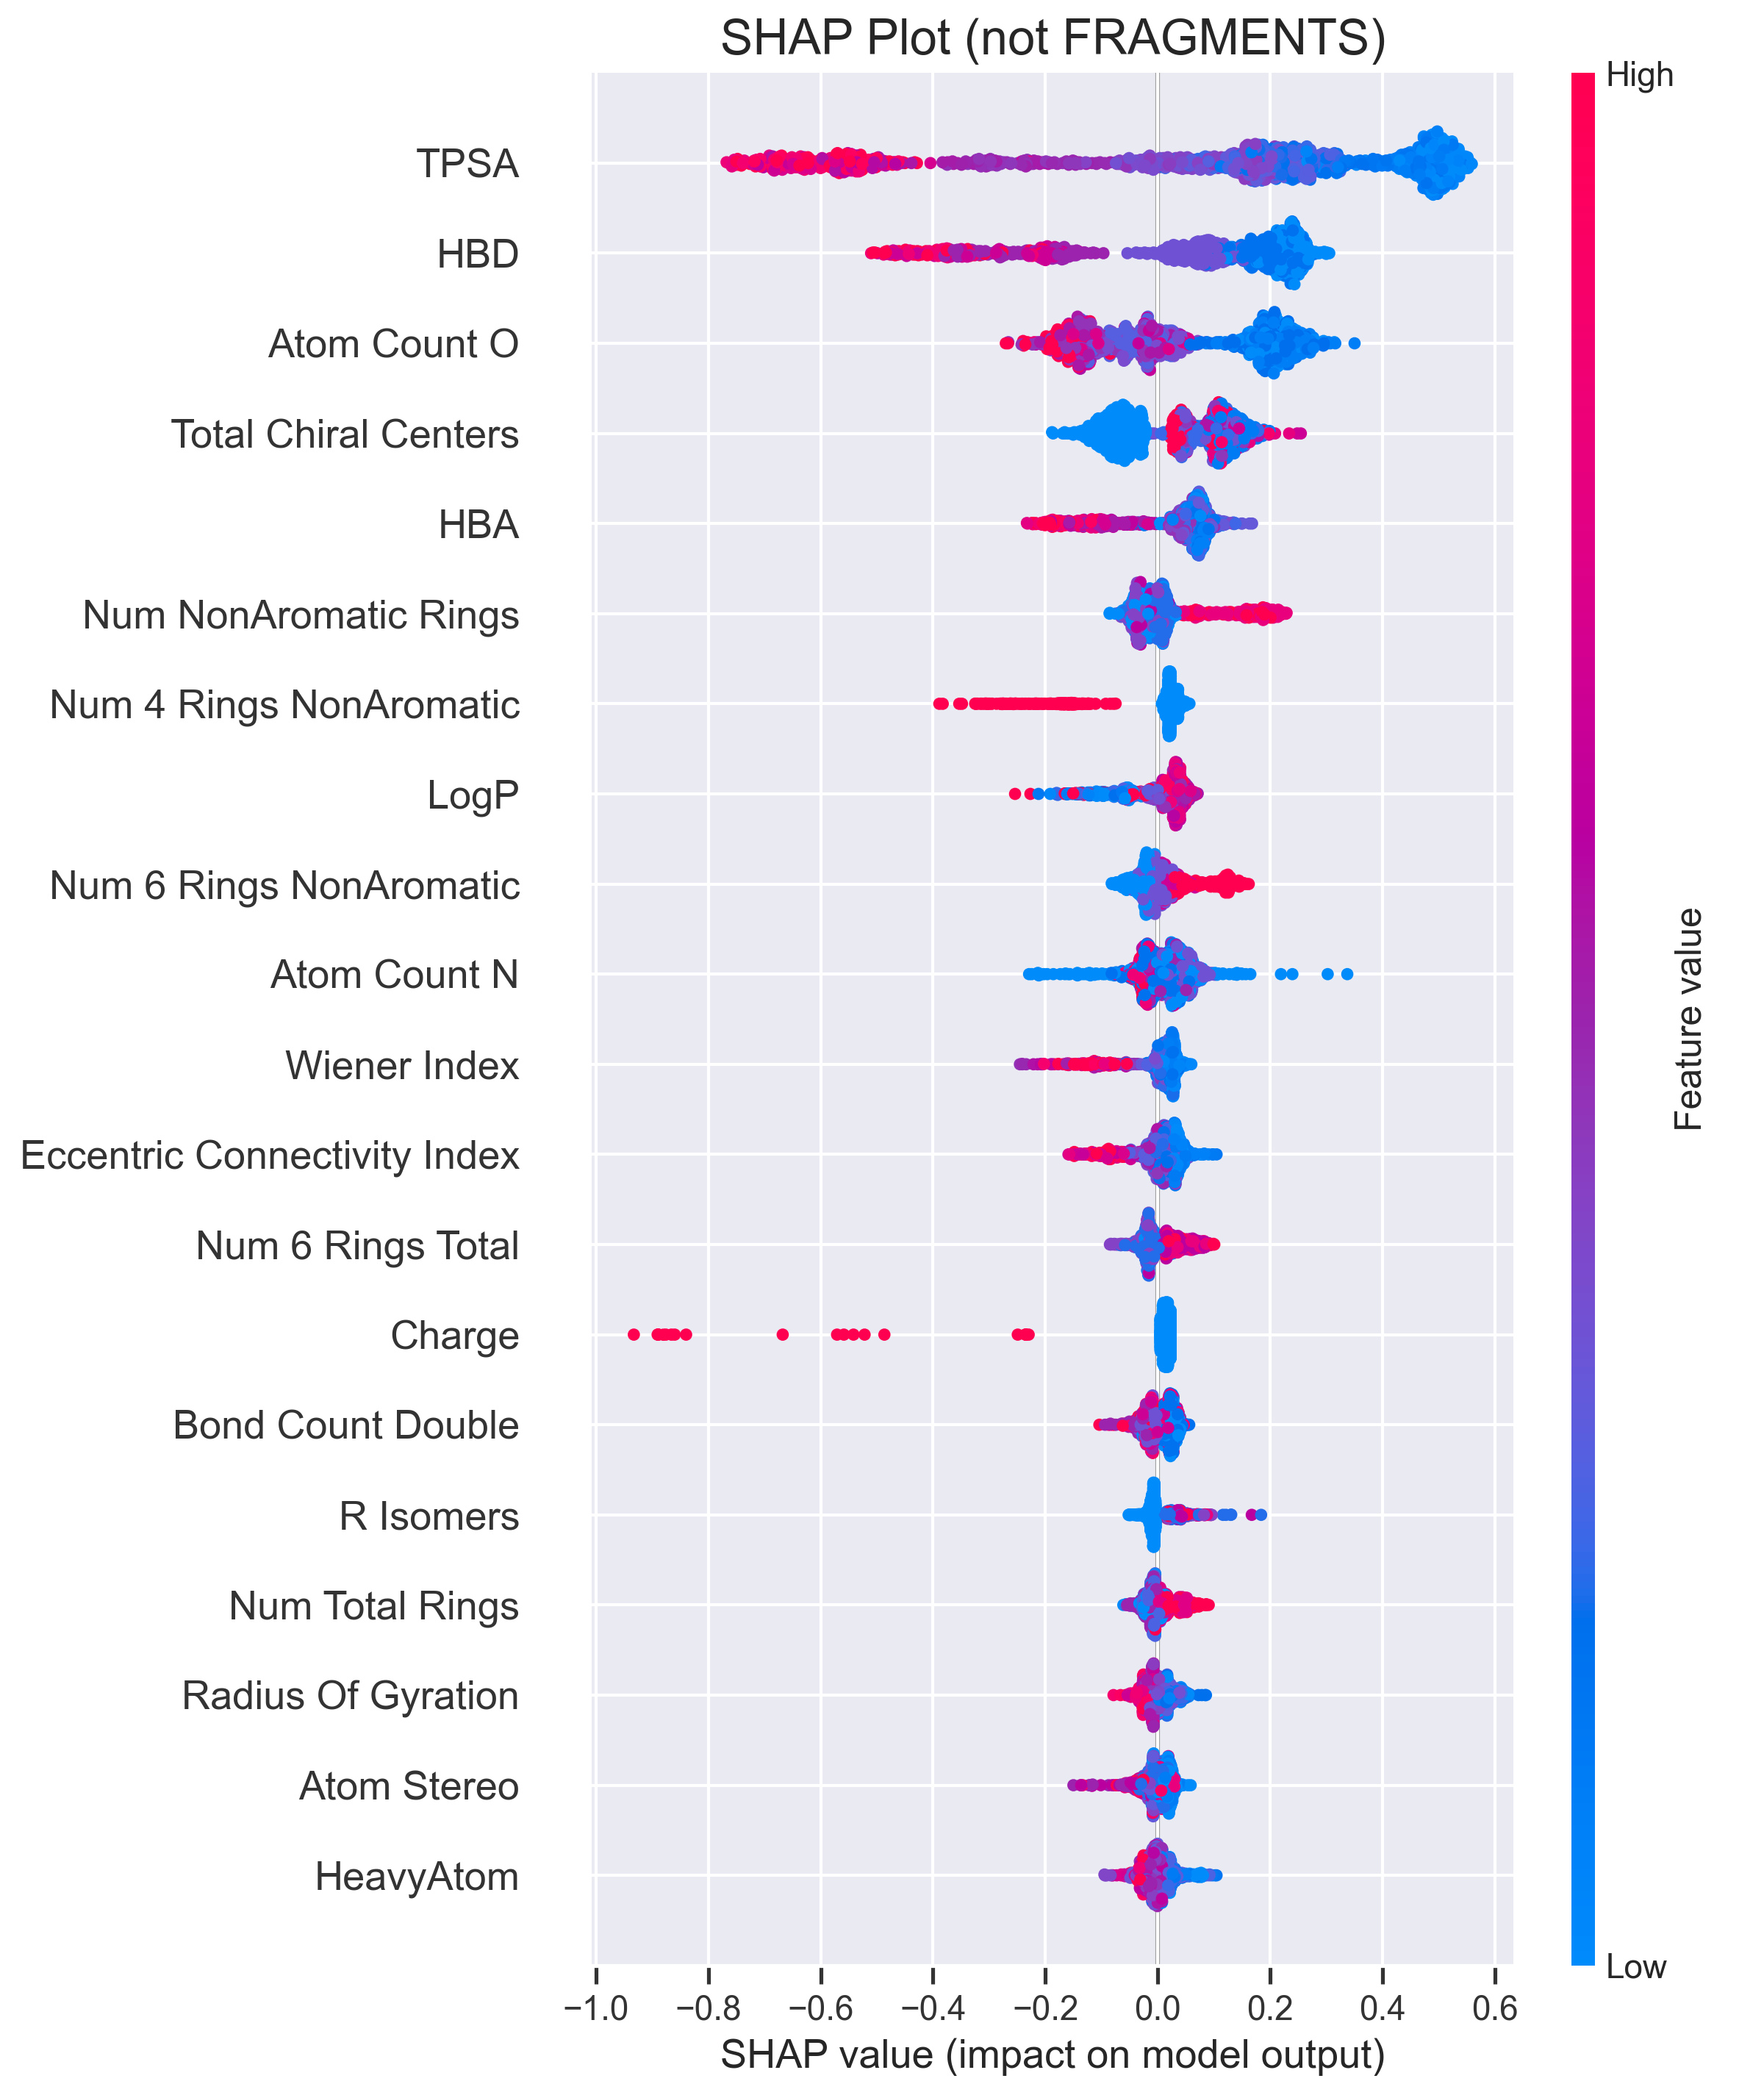 SHAP Plot (not FRAGMENTS)
High
TPSA
HBD
Atom Count O
Total Chiral Centers
HBA
Num NonAromatic Rings
Num 4 Rings NonAromatic
LogP
Num 6 Rings NonAromatic
Atom Count N
Wiener Index
Eccentric Connectivity Index
Num 6 Rings Total
Charge
Bond Count Double
R Isomers
Num Total Rings
Radius Of Gyration
Atom Stereo
HeavyAtom
Feature value
Low
−1.0 −0.8 −0.6 −0.4 −0.2 0.0 0.2 0.4 0.6
SHAP value (impact on model output)